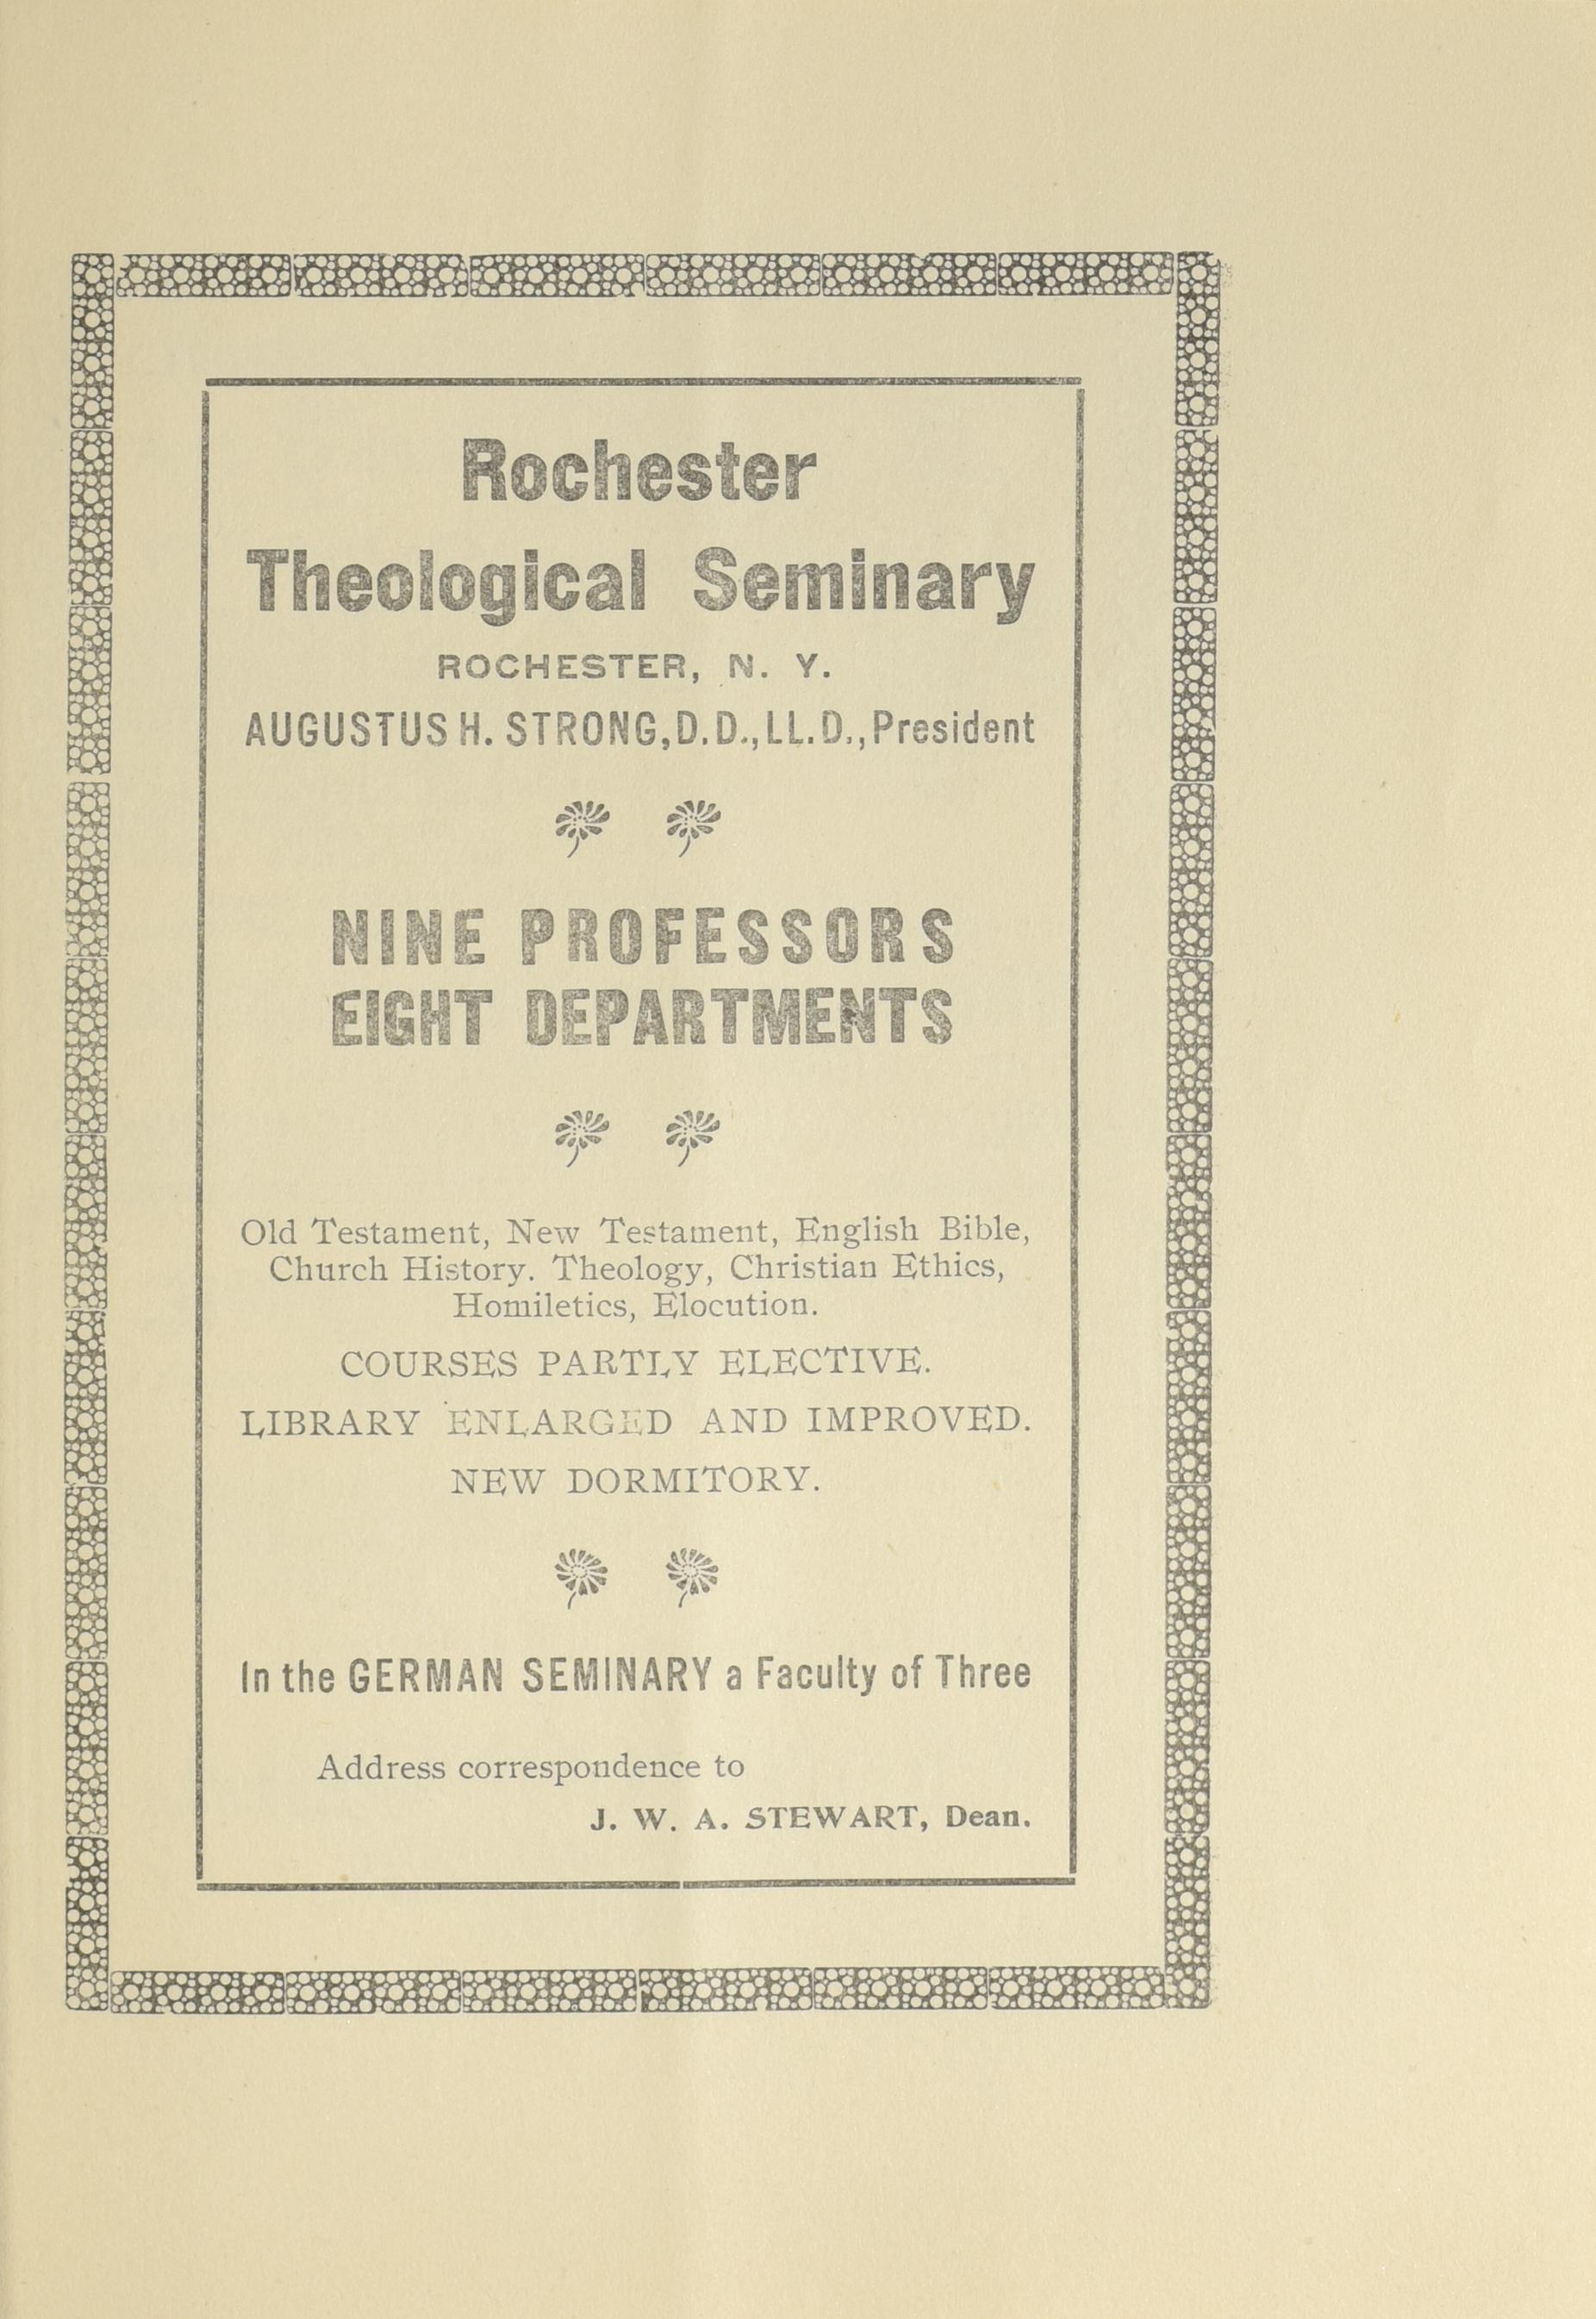 Rochester
Theological Seminary
ROCHESTER, N. Y.
AUGUSTUS H. STRONG, D.D., LL.D., President
NINE PROFESSORS
EIGHT DEPARTMENTS
Old Testament, New Testament, English Bible,
Church History. Theology, Christian Ethics,
Homiletics, Elocution.
COURSES PARTLY ELECTIVE.
LIBRARY ENLARGED AND IMPROVED.
NEW DORMITORY.
In the GERMAN SEMINARY a Faculty of Three
Address correspondence to
J. W. A. STEWART, Dean.